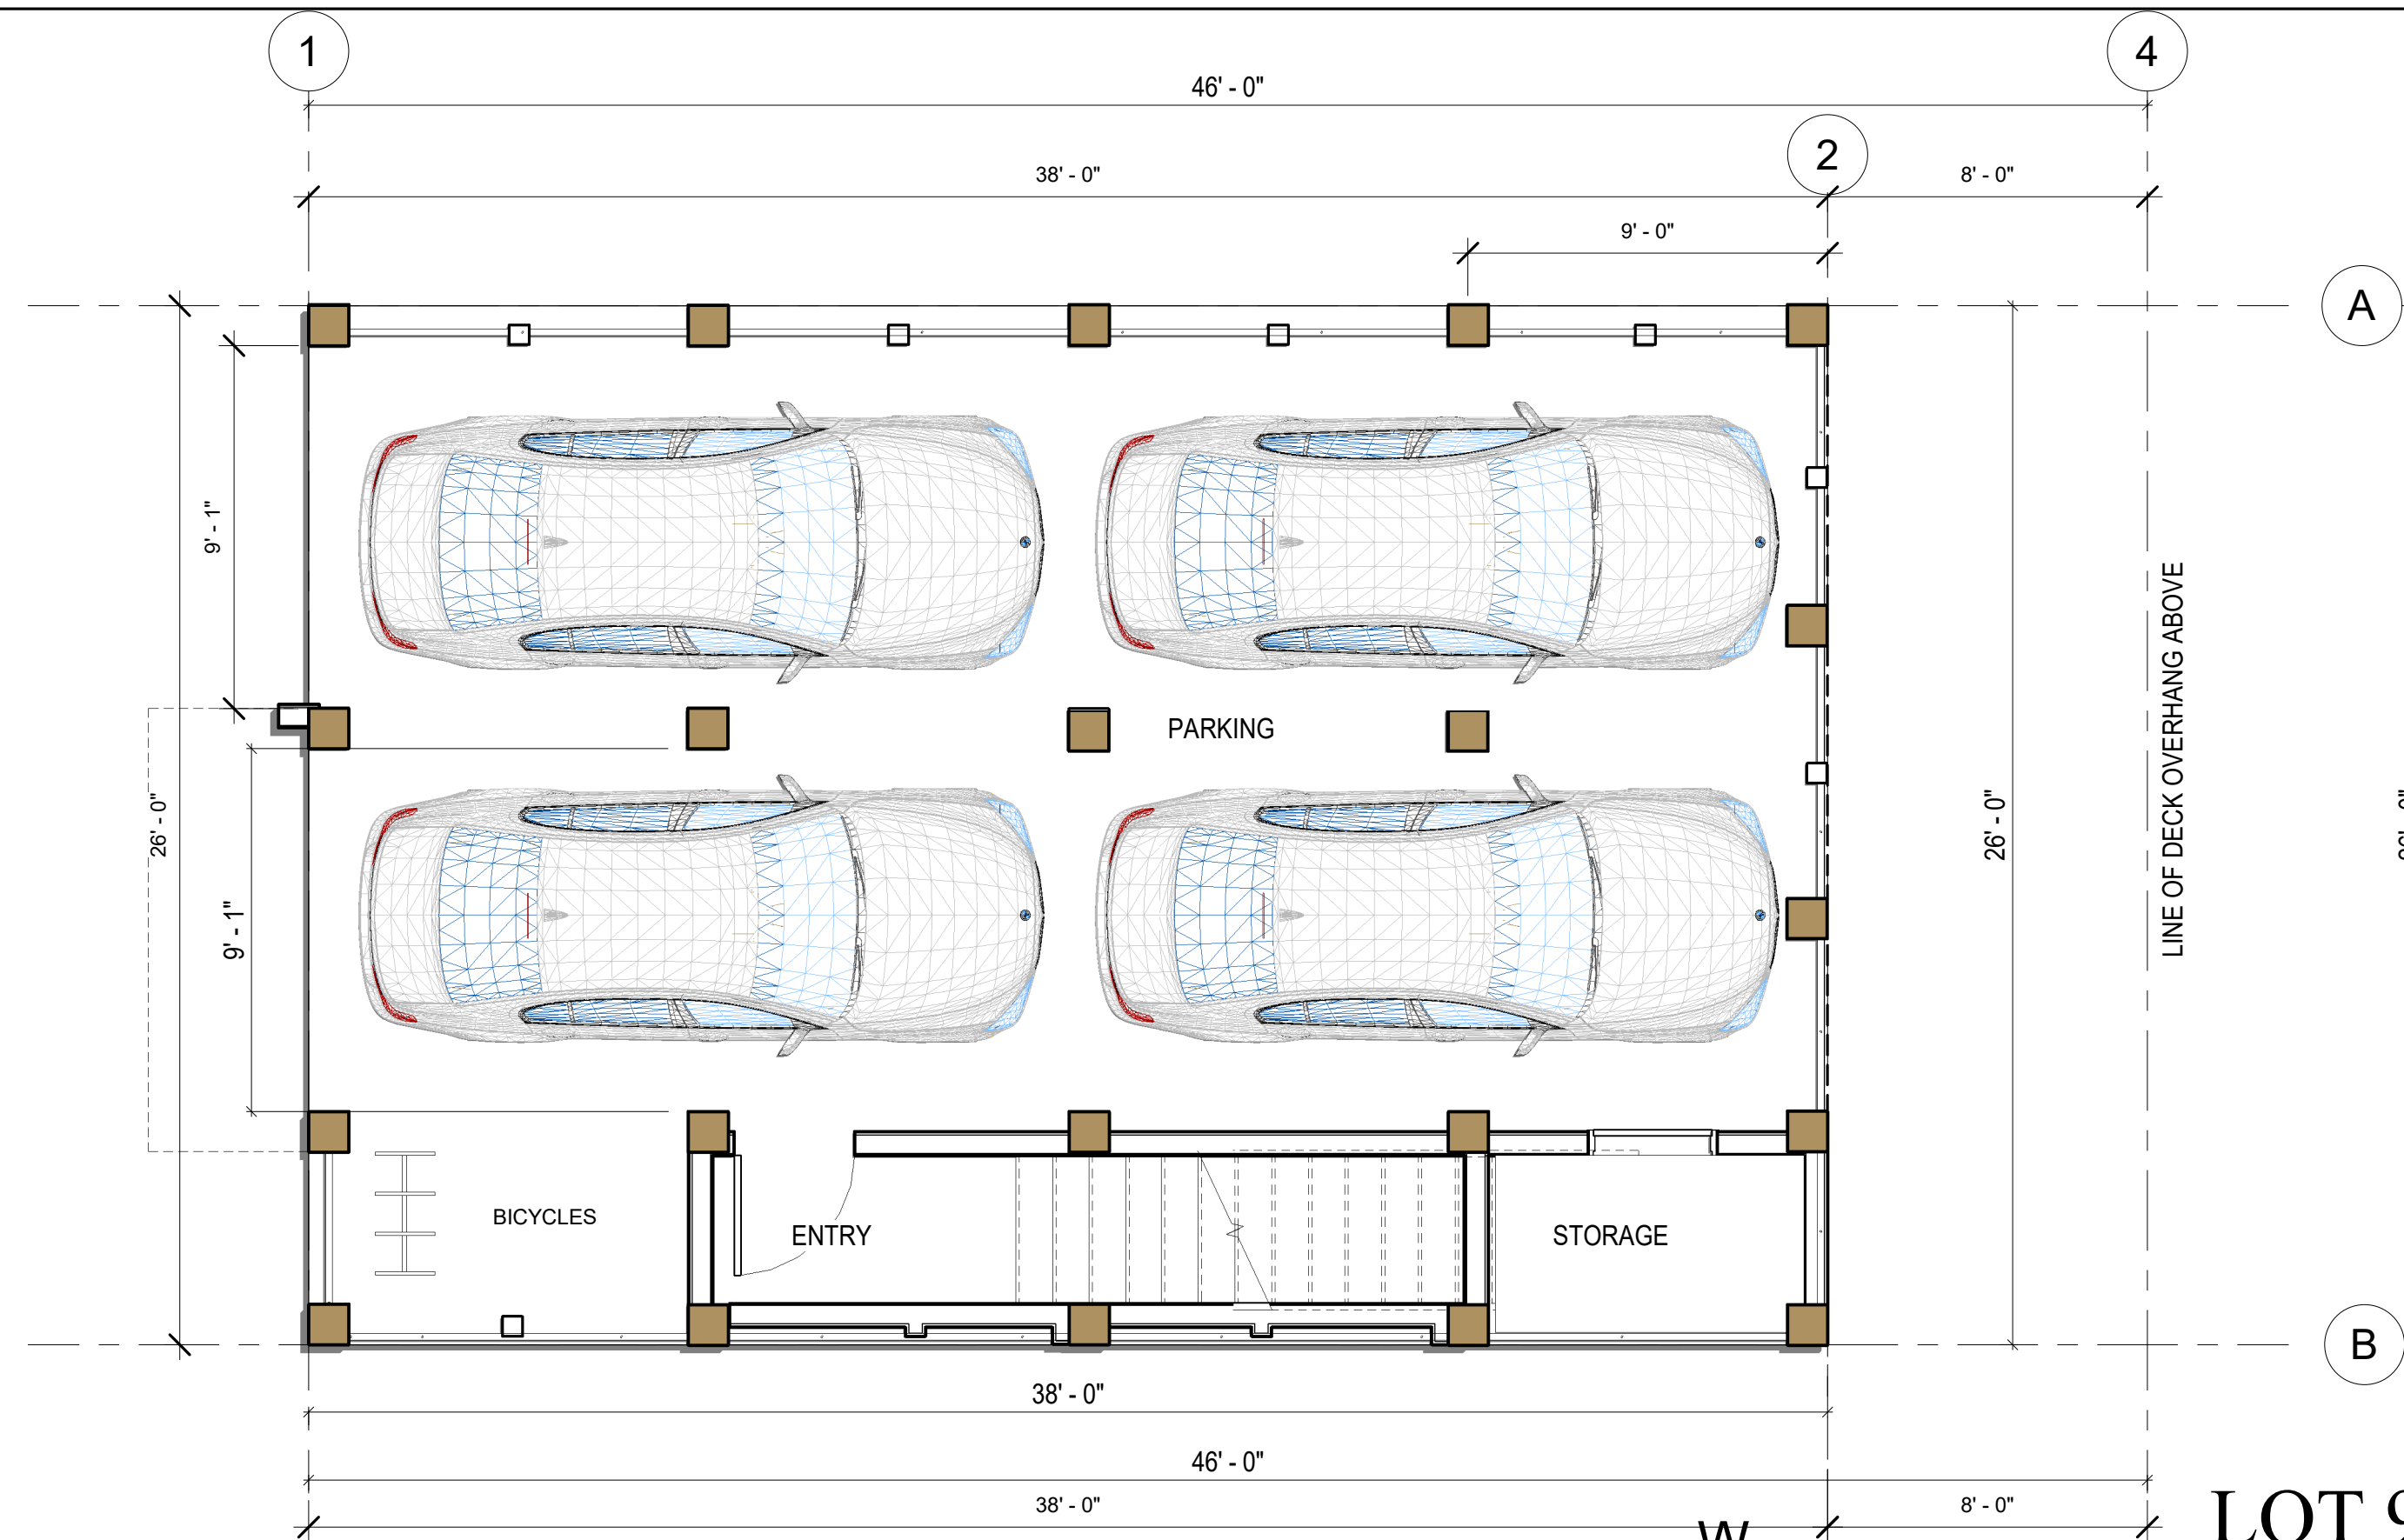 1
4
46' - 0"
2
38' - 0"
8' - 0"
9' - 0"
A
9' - 1"
LINE OF DECK OVERHANG ABOVE
PARKING
26' - 0"
26' - 0"
9' - 1"
BICYCLES
ENTRY
STORAGE
B
38' - 0"
46' - 0"
38' - 0"
8' - 0"
LOT
W